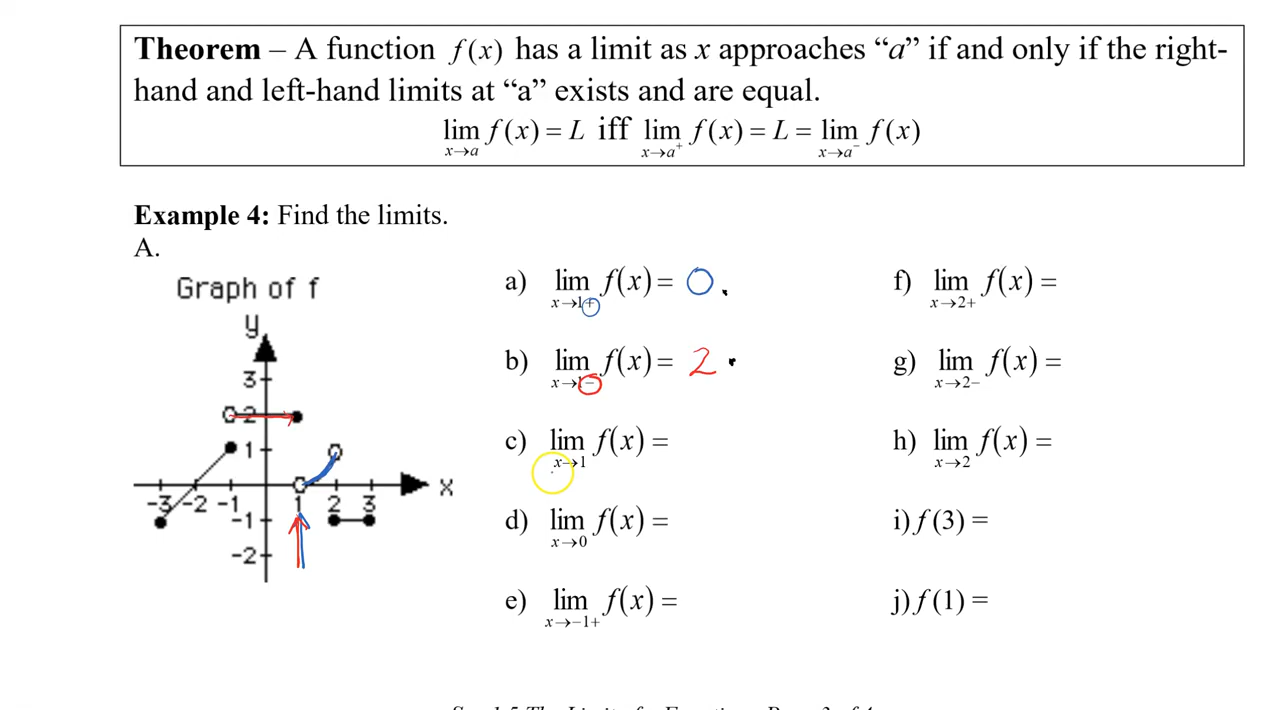 Theorem – A function f(x) has a limit as x approaches “a” if and only if the right-
hand and left-hand limits at “a” exists and are equal.
lim f(x) = L iff lim f(x) = L = lim f(x)
x→a x→a⁺ x→a⁻
Example 4: Find the limits.
A.
Graph of f
y
3
2
1
-3 -2 -1 1 2 3 x
-1
-2
a) lim f(x) = 0.
x→1+
b) lim f(x) = 2
x→1−
c) lim f(x) =
x→1
d) lim f(x) =
x→0
e) lim f(x) =
x→−1+
f) lim f(x) =
x→2+
g) lim f(x) =
x→2−
h) lim f(x) =
x→2
i) f(3) =
j) f(1) =